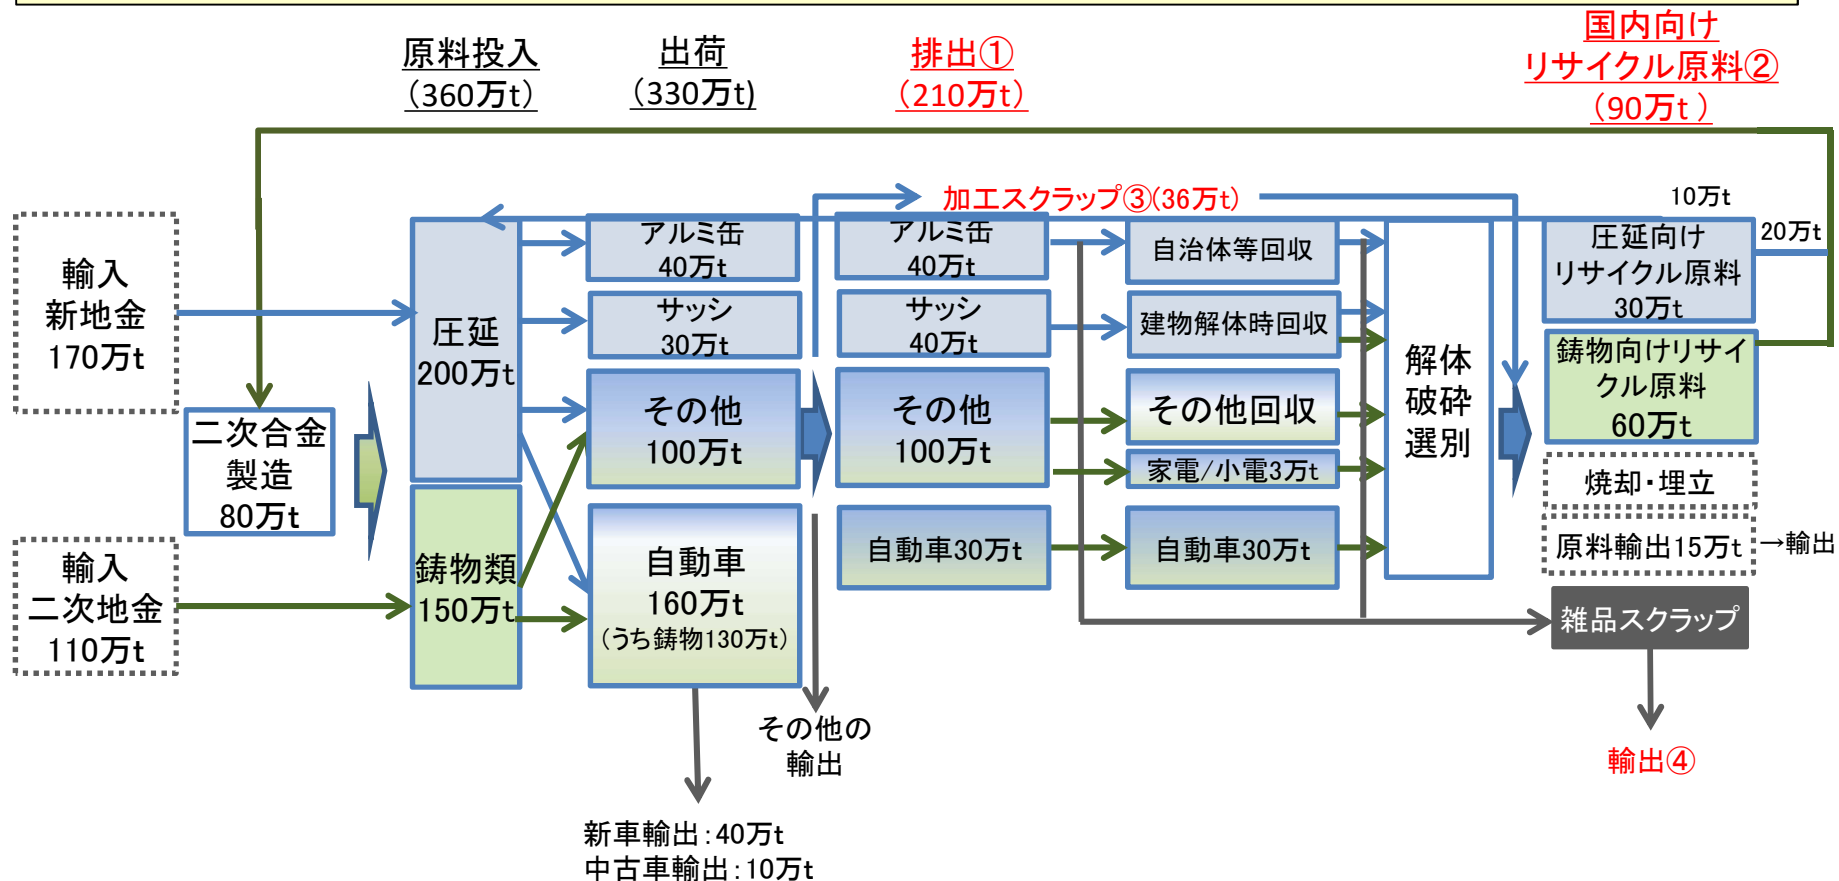 原料投入
(360万t)
出荷
(330万t)
排出①
(210万t)
国内向け
リサイクル原料②
(90万t)
加工スクラップ③(36万t)
10万t
20万t
輸入
新地金
170万t
二次合金
製造
80万t
輸入
二次地金
110万t
圧延
200万t
鋳物類
150万t
アルミ缶
40万t
サッシ
30万t
その他
100万t
自動車
160万t
(うち鋳物130万t)
アルミ缶
40万t
サッシ
40万t
その他
100万t
自動車30万t
自治体等回収
建物解体時回収
その他回収
家電/小電3万t
自動車30万t
解体
破砕
選別
圧延向け
リサイクル原料
30万t
鋳物向けリサイ
クル原料
60万t
焼却・埋立
原料輸出15万t
→輸出
雑品スクラップ
輸出④
その他の
輸出
新車輸出:40万t
中古車輸出:10万t